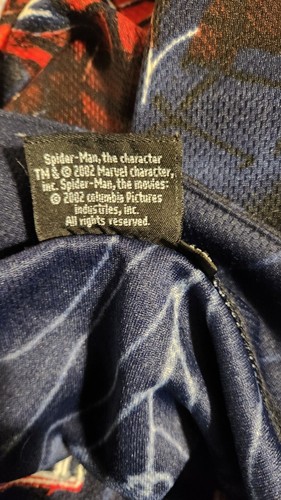 Spider-Man, the character
TM & © 2002 Marvel character,
inc. Spider-Man, the movies:
© 2002 columbia Pictures
industries, inc.
All rights reserved.